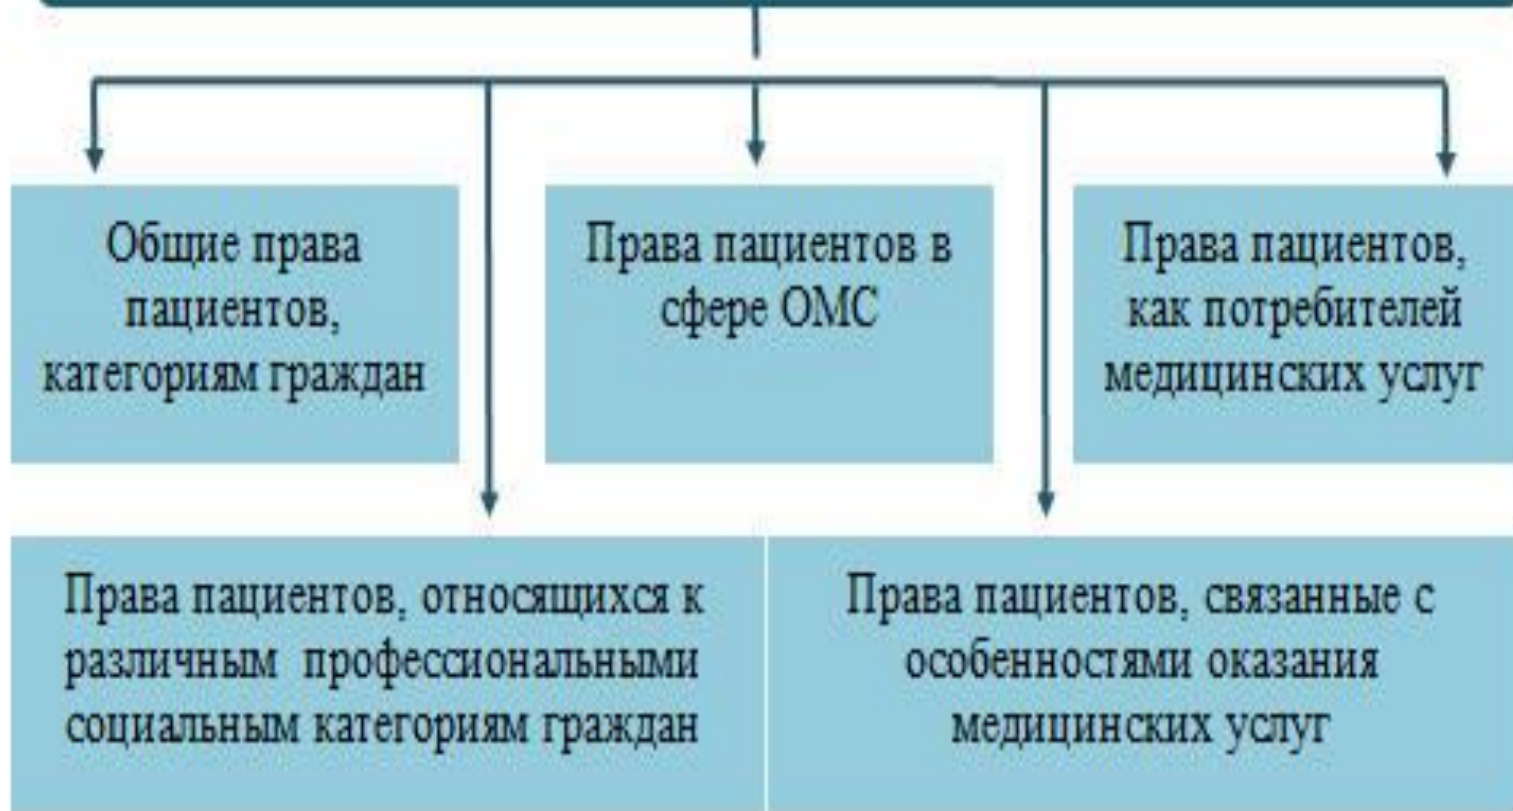 Общие права
пациентов,
категориям граждан
Права пациентов в
сфере ОМС
Права пациентов,
как потребителей
медицинских услуг
Права пациентов, относящихся к
различным профессиональными
социальным категориям граждан
Права пациентов, связанные с
особенностями оказания
медицинских услуг